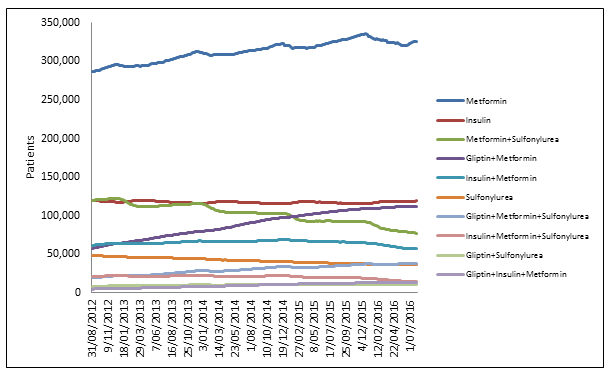 350,000
300,000
250,000
200,000
150,000
100,000
50,000
0
Patients
31/08/2012
9/11/2012
18/01/2013
29/03/2013
7/06/2013
16/08/2013
25/10/2013
3/01/2014
14/03/2014
23/05/2014
1/08/2014
10/10/2014
19/12/2014
27/02/2015
8/05/2015
17/07/2015
25/09/2015
4/12/2015
12/02/2016
22/04/2016
1/07/2016
Metformin
Insulin
Metformin+Sulfonylurea
Gliptin+Metformin
Insulin+Metformin
Sulfonylurea
Gliptin+Metformin+Sulfonylurea
Insulin+Metformin+Sulfonylurea
Gliptin+Sulfonylurea
Gliptin+Insulin+Metformin